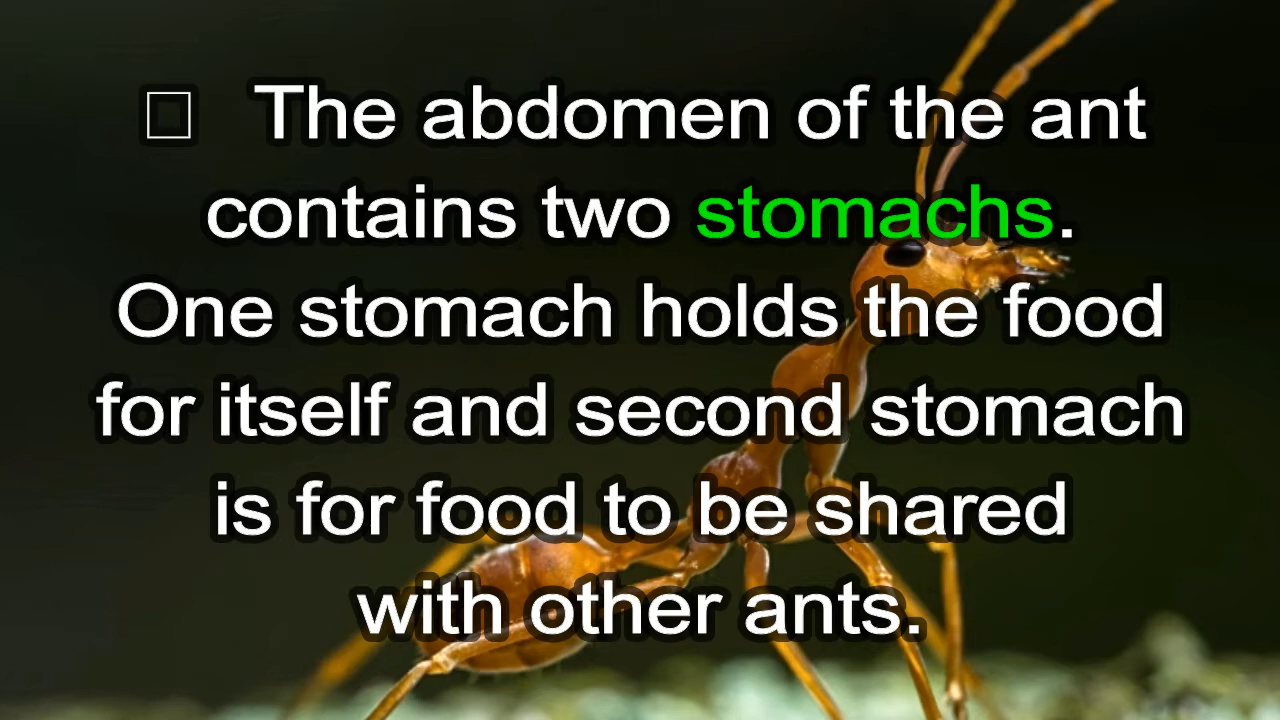 □ The abdomen of the ant
contains two stomachs.
One stomach holds the food
for itself and second stomach
is for food to be shared
with other ants.